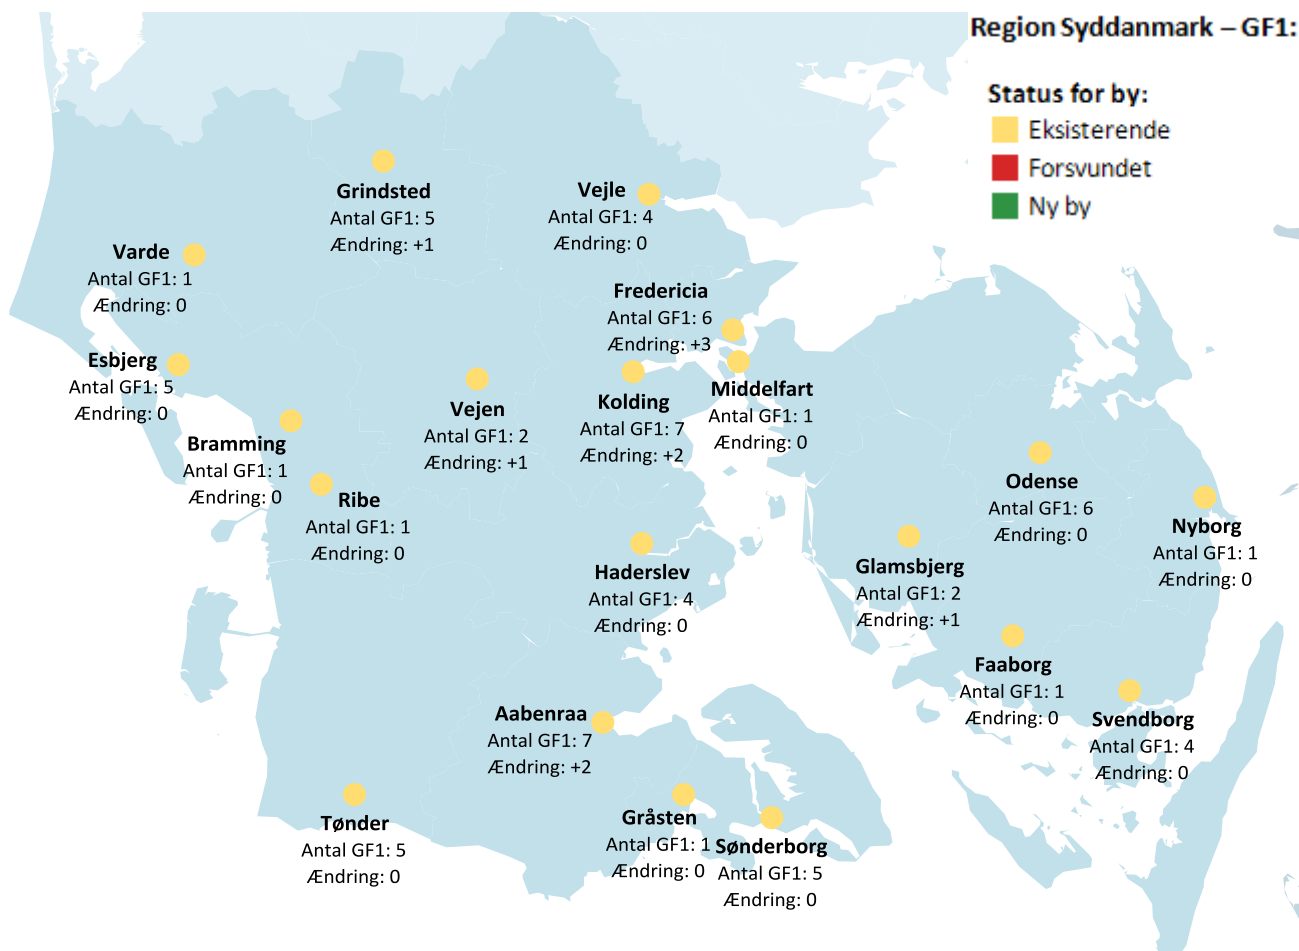 Region Syddanmark – GF1:
Status for by:
Eksisterende
Forsvundet
Ny by
Grindsted
Antal GF1: 5
Ændring: +1
Vejle
Antal GF1: 4
Ændring: 0
Varde
Antal GF1: 1
Ændring: 0
Fredericia
Antal GF1: 6
Ændring: +3
Esbjerg
Antal GF1: 5
Ændring: 0
Middelfart
Antal GF1: 1
Ændring: 0
Kolding
Antal GF1: 7
Ændring: +2
Vejen
Antal GF1: 2
Ændring: +1
Bramming
Antal GF1: 1
Ændring: 0
Ribe
Antal GF1: 1
Ændring: 0
Odense
Antal GF1: 6
Ændring: 0
Nyborg
Antal GF1: 1
Ændring: 0
Haderslev
Antal GF1: 4
Ændring: 0
Glamsbjerg
Antal GF1: 2
Ændring: +1
Faaborg
Antal GF1: 1
Ændring: 0
Svendborg
Antal GF1: 4
Ændring: 0
Aabenraa
Antal GF1: 7
Ændring: +2
Tønder
Antal GF1: 5
Ændring: 0
Gråsten
Antal GF1: 1
Ændring: 0
Sønderborg
Antal GF1: 5
Ændring: 0